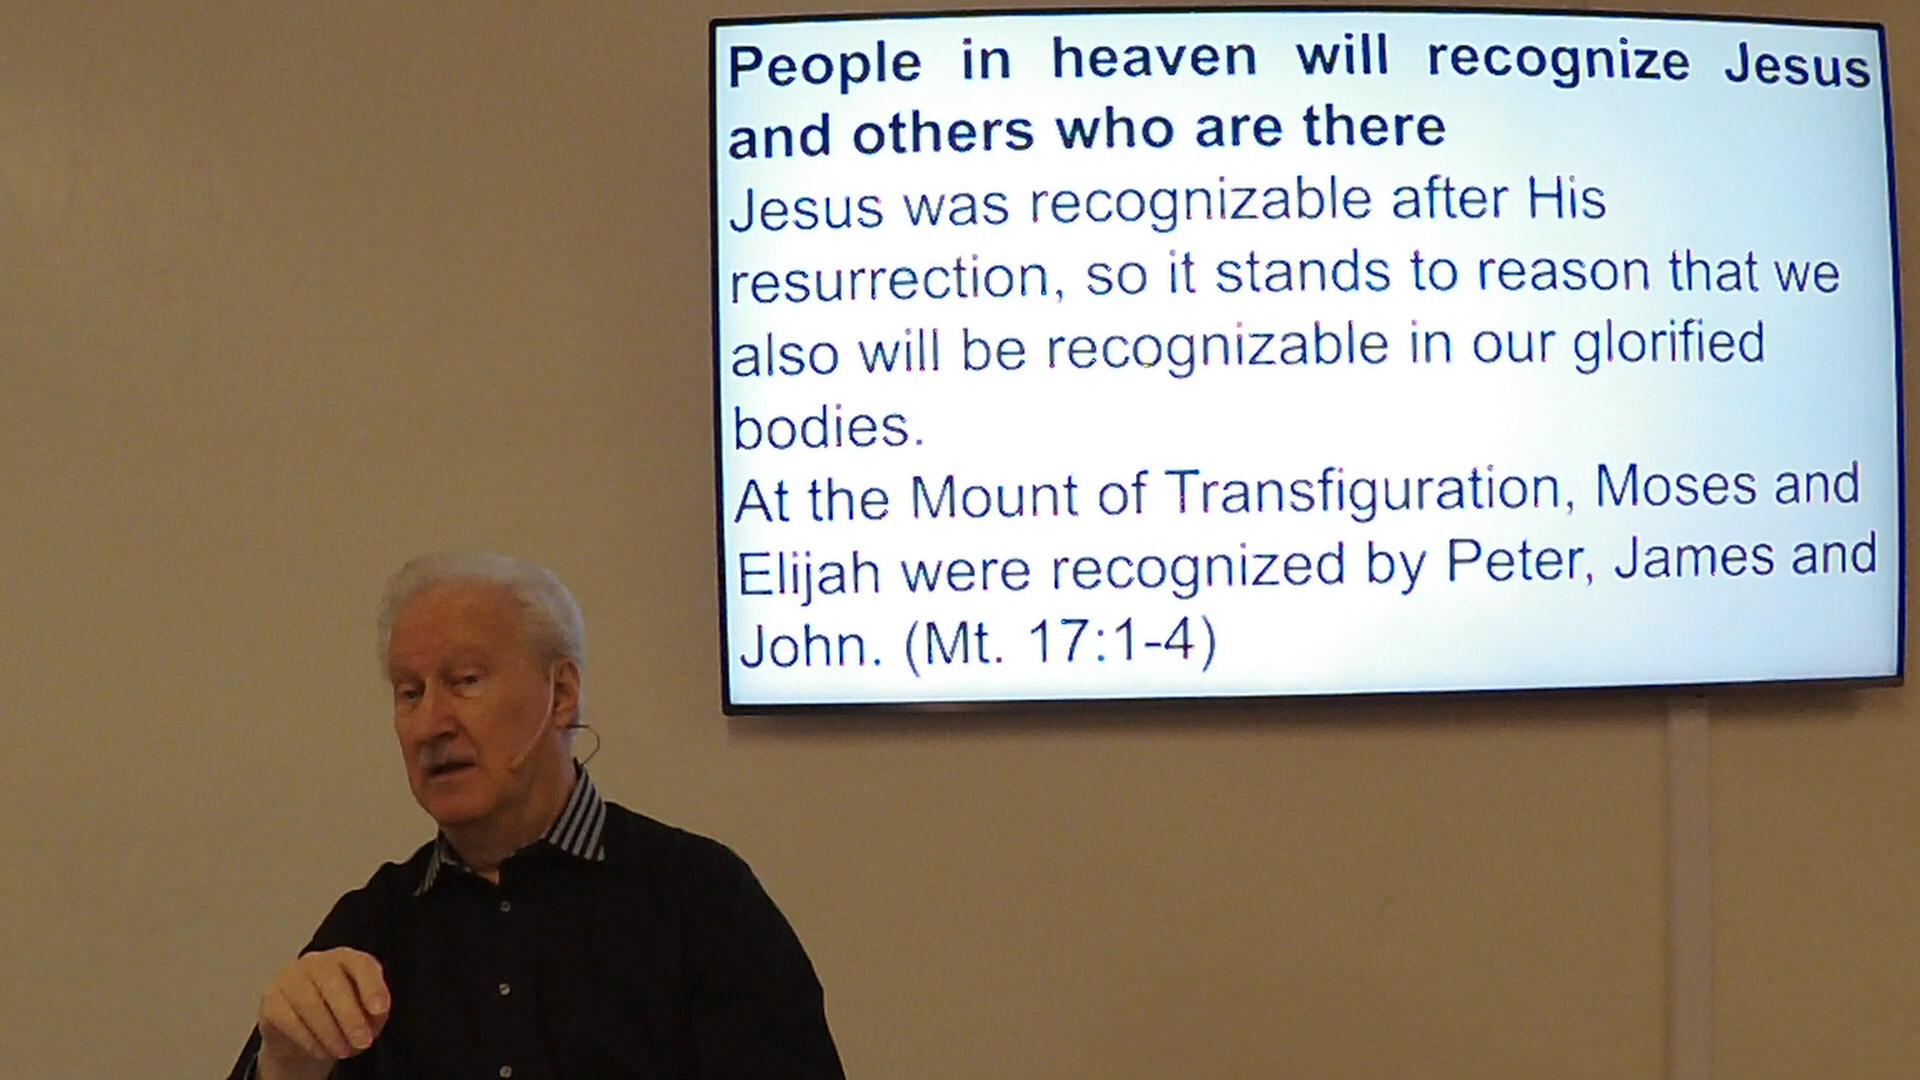 People in heaven will recognize Jesus
and others who are there
Jesus was recognizable after His
resurrection, so it stands to reason that we
also will be recognizable in our glorified
bodies.
At the Mount of Transfiguration, Moses and
Elijah were recognized by Peter, James and
John. (Mt. 17:1-4)